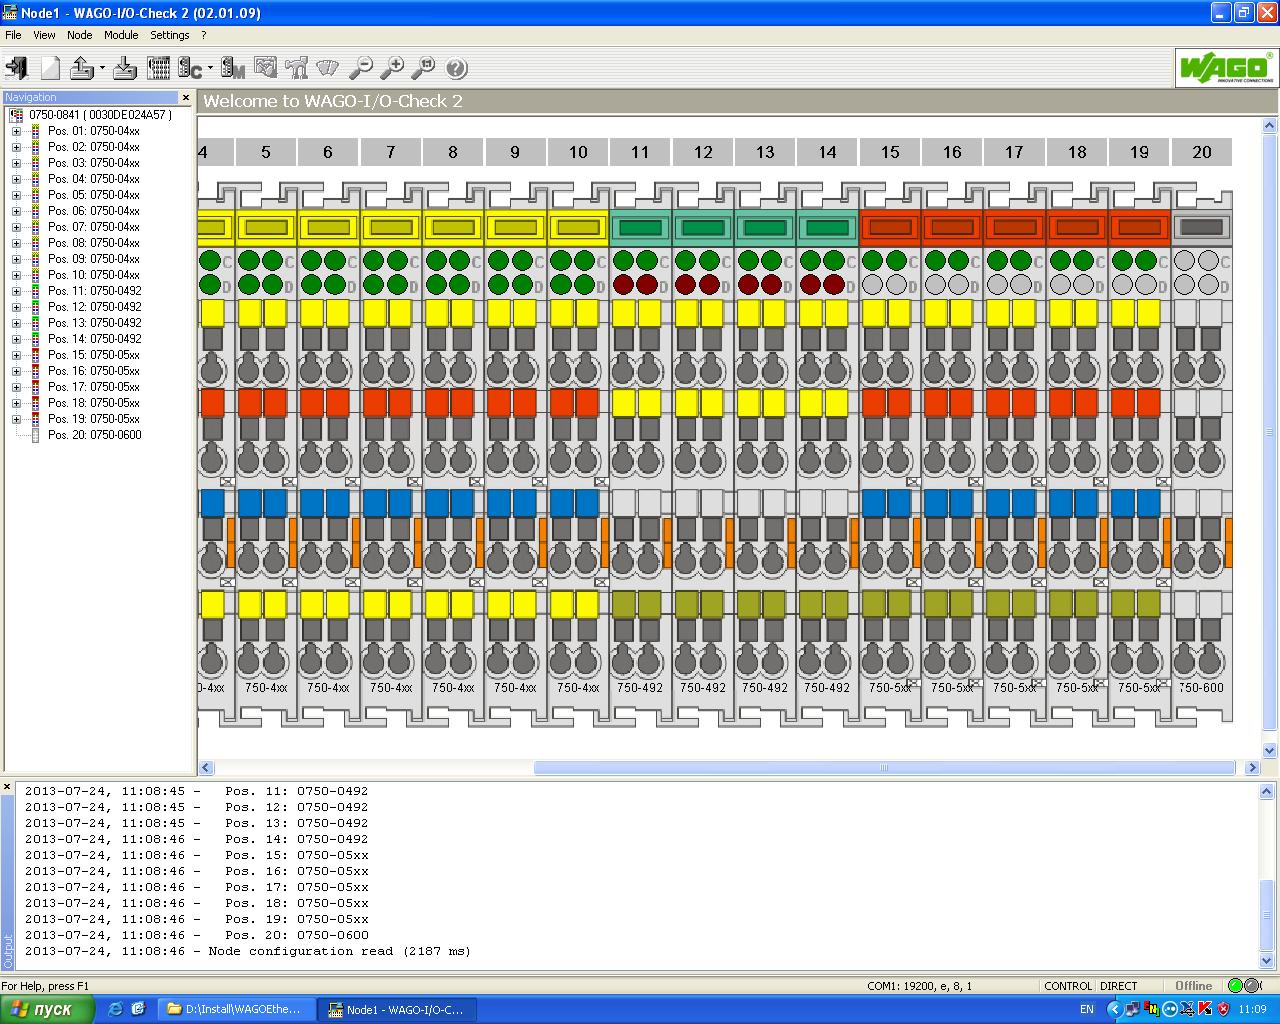 Node1 - WAGO-I/O-Check 2 (02.01.09)
File View Node Module Settings ?
WAGO
INNOVATIVE CONNECTIONS
Navigation
Welcome to WAGO-I/O-Check 2
0750-0841 ( 0030DE024A57 )
Pos. 01: 0750-04xx
Pos. 02: 0750-04xx
Pos. 03: 0750-04xx
Pos. 04: 0750-04xx
Pos. 05: 0750-04xx
Pos. 06: 0750-04xx
Pos. 07: 0750-04xx
Pos. 08: 0750-04xx
Pos. 09: 0750-04xx
Pos. 10: 0750-04xx
Pos. 11: 0750-0492
Pos. 12: 0750-0492
Pos. 13: 0750-0492
Pos. 14: 0750-0492
Pos. 15: 0750-05xx
Pos. 16: 0750-05xx
Pos. 17: 0750-05xx
Pos. 18: 0750-05xx
Pos. 19: 0750-05xx
Pos. 20: 0750-0600
4 5 6 7 8 9 10 11 12 13 14 15 16 17 18 19 20
C C C C C C C C C C C C C C C C C
D D D D D D D D D D D D D D D D D
0-4xx 750-4xx 750-4xx 750-4xx 750-4xx 750-4xx 750-4xx 750-492 750-492 750-492 750-492 750-5xx 750-5xx 750-5xx 750-5xx 750-5xx 750-600
2013-07-24, 11:08:45 - Pos. 11: 0750-0492
2013-07-24, 11:08:45 - Pos. 12: 0750-0492
2013-07-24, 11:08:45 - Pos. 13: 0750-0492
2013-07-24, 11:08:46 - Pos. 14: 0750-0492
2013-07-24, 11:08:46 - Pos. 15: 0750-05xx
2013-07-24, 11:08:46 - Pos. 16: 0750-05xx
2013-07-24, 11:08:46 - Pos. 17: 0750-05xx
2013-07-24, 11:08:46 - Pos. 18: 0750-05xx
2013-07-24, 11:08:46 - Pos. 19: 0750-05xx
2013-07-24, 11:08:46 - Pos. 20: 0750-0600
2013-07-24, 11:08:46 - Node configuration read (2187 ms)
Output
For Help, press F1
COM1: 19200, e, 8, 1 CONTROL DIRECT Offline
пуск
D:\Install\WAGOEthe...
Node1 - WAGO-I/O-C...
EN
11:09